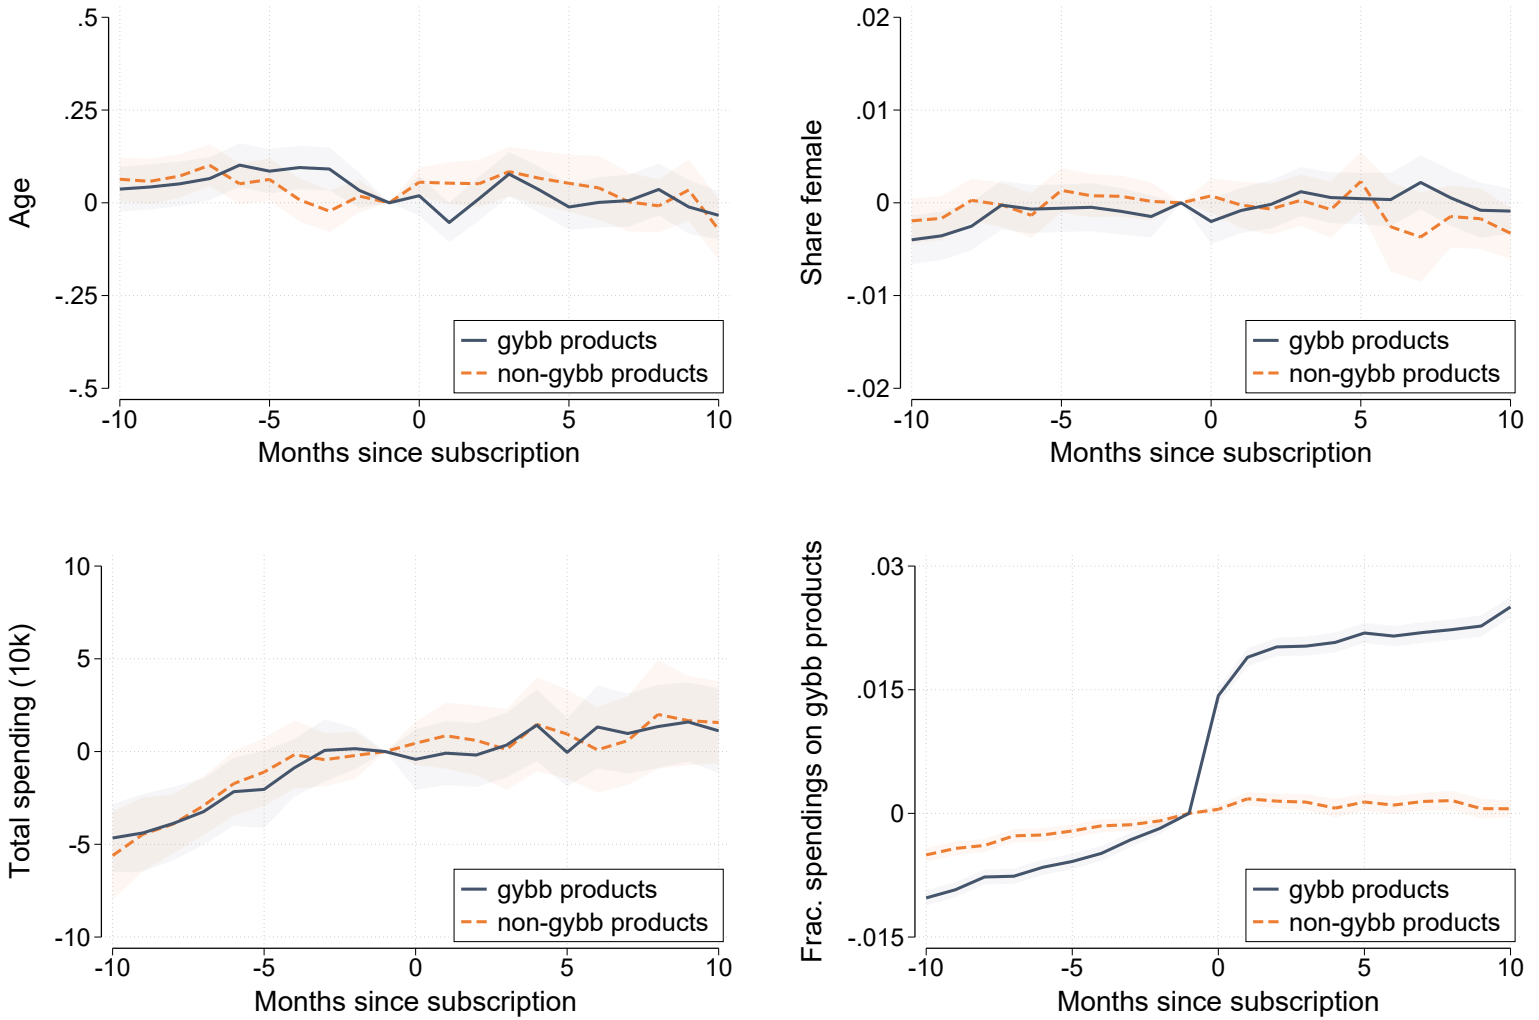 Age
.5
.25
0
-.25
-.5
gybb products
non-gybb products
-10 -5 0 5 10
Months since subscription
Share female
.02
.01
0
-.01
-.02
gybb products
non-gybb products
-10 -5 0 5 10
Months since subscription
Total spending (10k)
10
5
0
-5
-10
gybb products
non-gybb products
-10 -5 0 5 10
Months since subscription
Frac. spendings on gybb products
.03
.015
0
-.015
gybb products
non-gybb products
-10 -5 0 5 10
Months since subscription